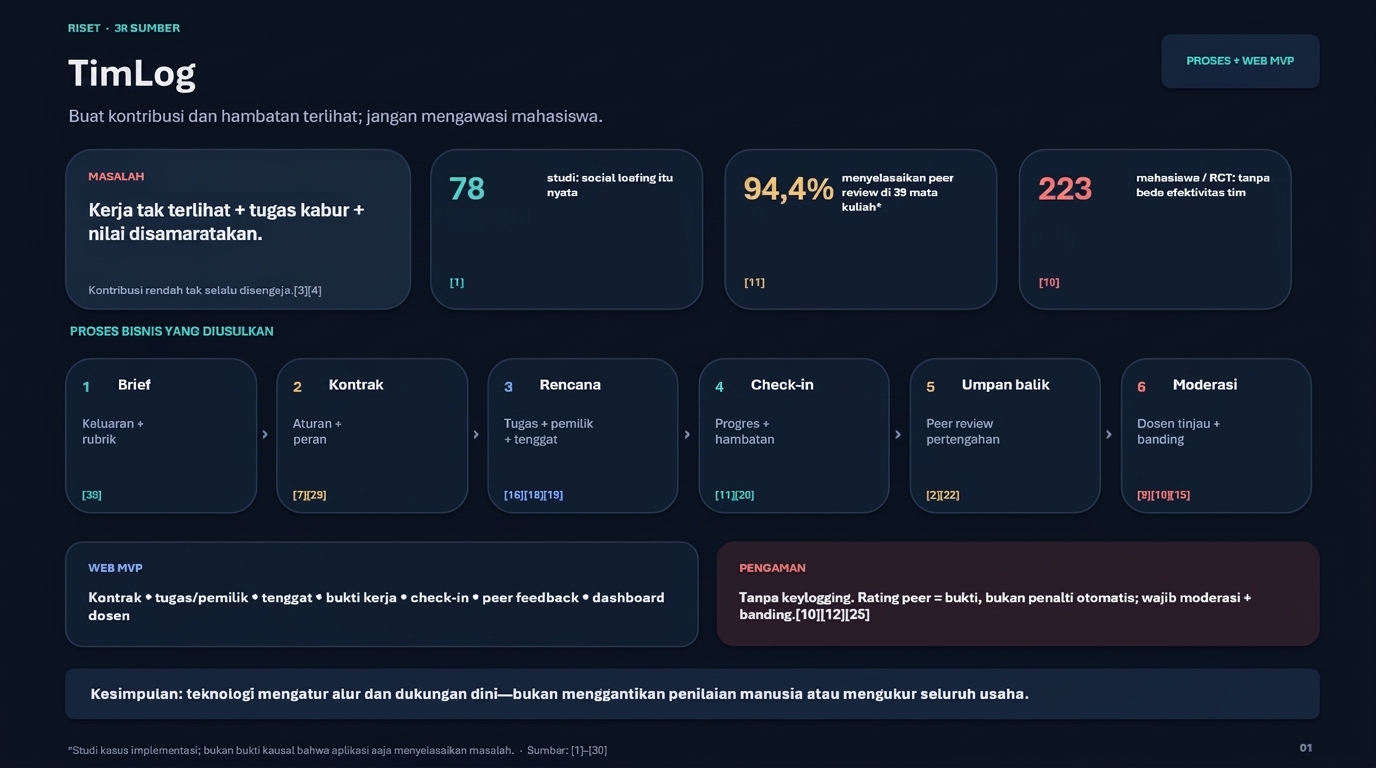 RISET · 3R SUMBER
TimLog
PROSES + WEB MVP
Buat kontribusi dan hambatan terlihat; jangan mengawasi mahasiswa.
MASALAH
Kerja tak terlihat + tugas kabur +
nilai disamaratakan.
Kontribusi rendah tak selalu disengeja.[3][4]
78
studi: social loafing itu
nyata
[1]
94,4%
menyelesaikan peer
review di 39 mata
kuliah*
[11]
223
mahasiswa / RCT: tanpa
bede efektivitas tim
[10]
PROSES BISNIS YANG DIUSULKAN
1 Brief
Kaluaran +
rubrik
[38]
2 Kontrak
Aturan +
peran
[7][29]
3 Rencana
Tugas + pemilik
+ tenggat
[16][18][19]
4 Check-in
Progres +
hambatan
[11][20]
5 Umpan balik
Peer review
pertengahan
[2][22]
6 Moderasi
Dosen tinjau +
banding
[9][10][15]
WEB MVP
Kontrak • tugas/pemilik • tenggat • bukti kerja • check-in • peer feedback • dashboard
dosen
PENGAMAN
Tanpa keylogging. Rating peer = bukti, bukan penalti otomatis; wajib moderasi +
banding.[10][12][25]
Kesimpulan: teknologi mengatur alur dan dukungan dini—bukan menggantikan penilaian manusia atau mengukur seluruh usaha.
*Studi kasus implementasi; bukan bukti kausal bahwa aplikasi aaja menyelasaikan masalah. · Sumber: [1]–[30]
01